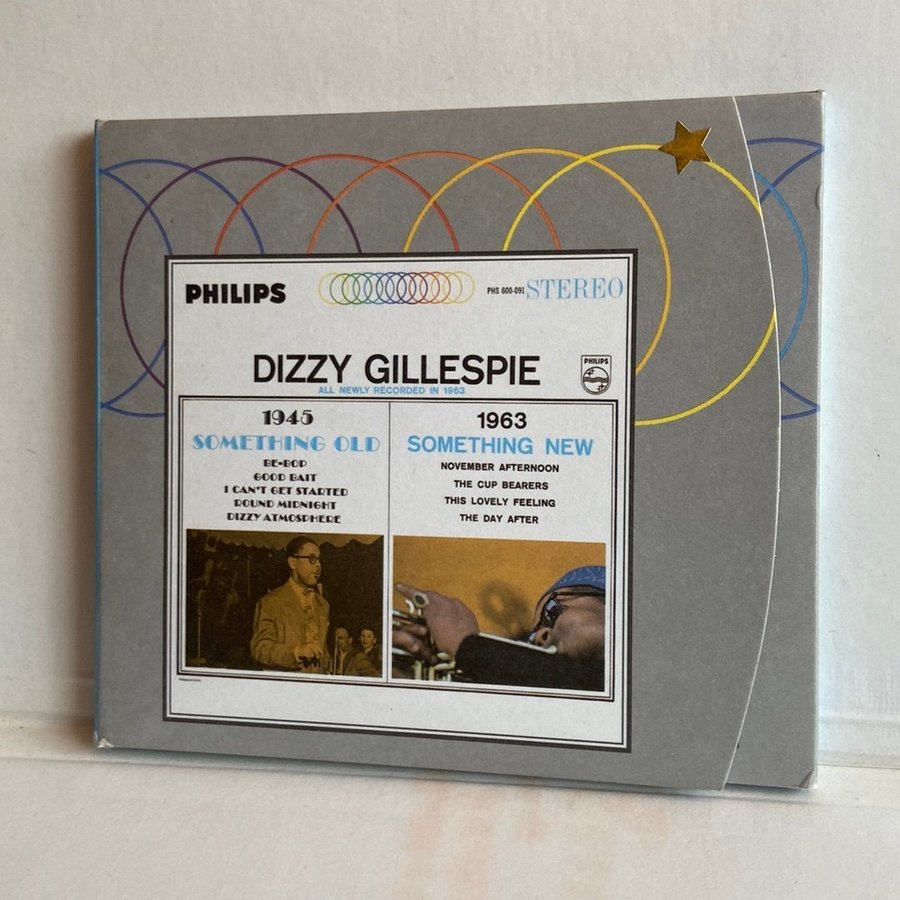 PHILIPS
PHS 600-091 STEREO
DIZZY GILLESPIE
PHILIPS
ALL NEWLY RECORDED IN 1963
1945
SOMETHING OLD
BE-BOP
GOOD BAIT
I CAN'T GET STARTED
ROUND MIDNIGHT
DIZZY ATMOSPHERE
1963
SOMETHING NEW
NOVEMBER AFTERNOON
THE CUP BEARERS
THIS LOVELY FEELING
THE DAY AFTER